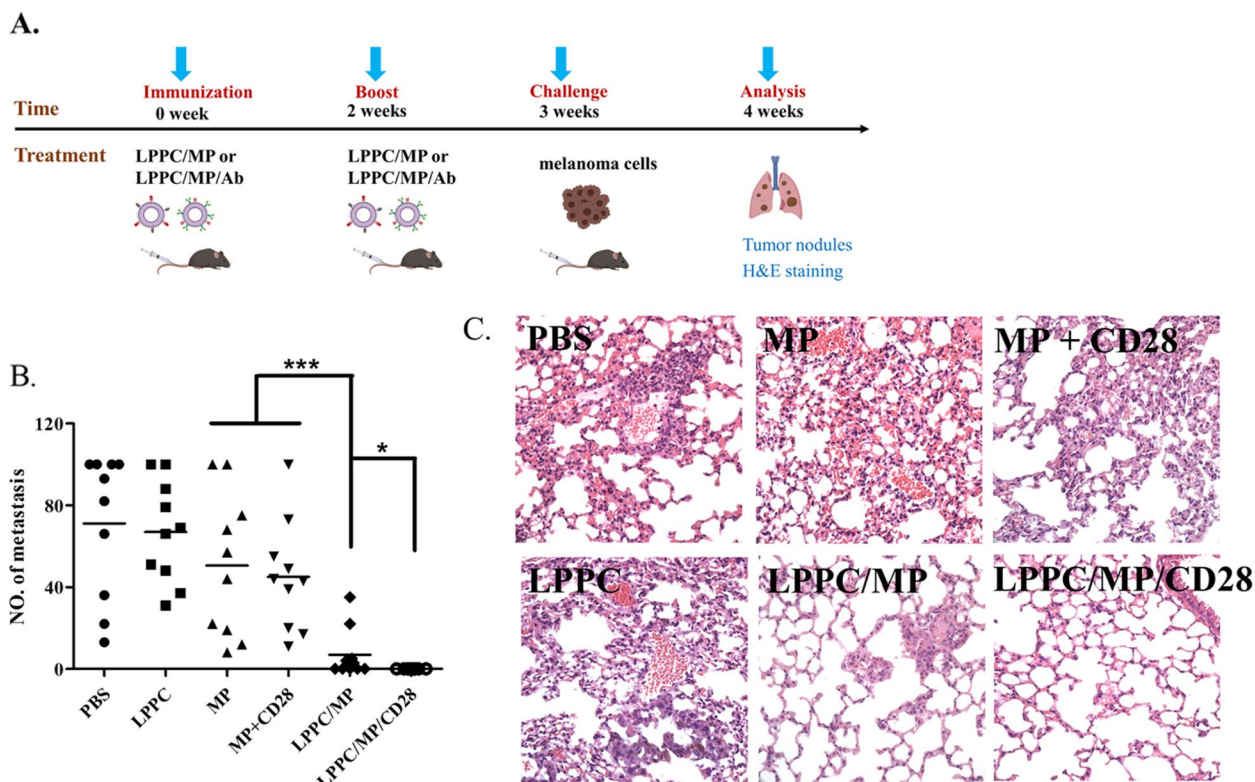 A.
Immunization
Boost
Challenge
Analysis
Time
0 week
2 weeks
3 weeks
4 weeks
Treatment
LPPC/MP or
LPPC/MP/Ab
LPPC/MP or
LPPC/MP/Ab
melanoma cells
Tumor nodules
H&E staining
B.
***
*
NO. of metastasis
120
80
40
0
PBS
LPPC
MP
MP+CD28
LPPC/MP
LPPC/MP/CD28
C.
PBS
MP
MP + CD28
LPPC
LPPC/MP
LPPC/MP/CD28